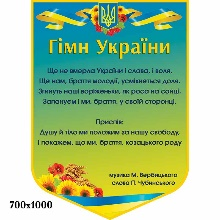 Гімн України
Ще не вмерла України і слава, і воля.
Ще нам, браття молодії, усміхнеться доля.
Згинуть наші воріженьки, як роса на сонці,
Запануєм і ми, браття, у своїй сторонці.
Приспів:
Душу й тіло ми положим за нашу свободу,
І покажем, що ми, браття, козацького роду
музика М. Вербицького
слова П. Чубинського
700x1000